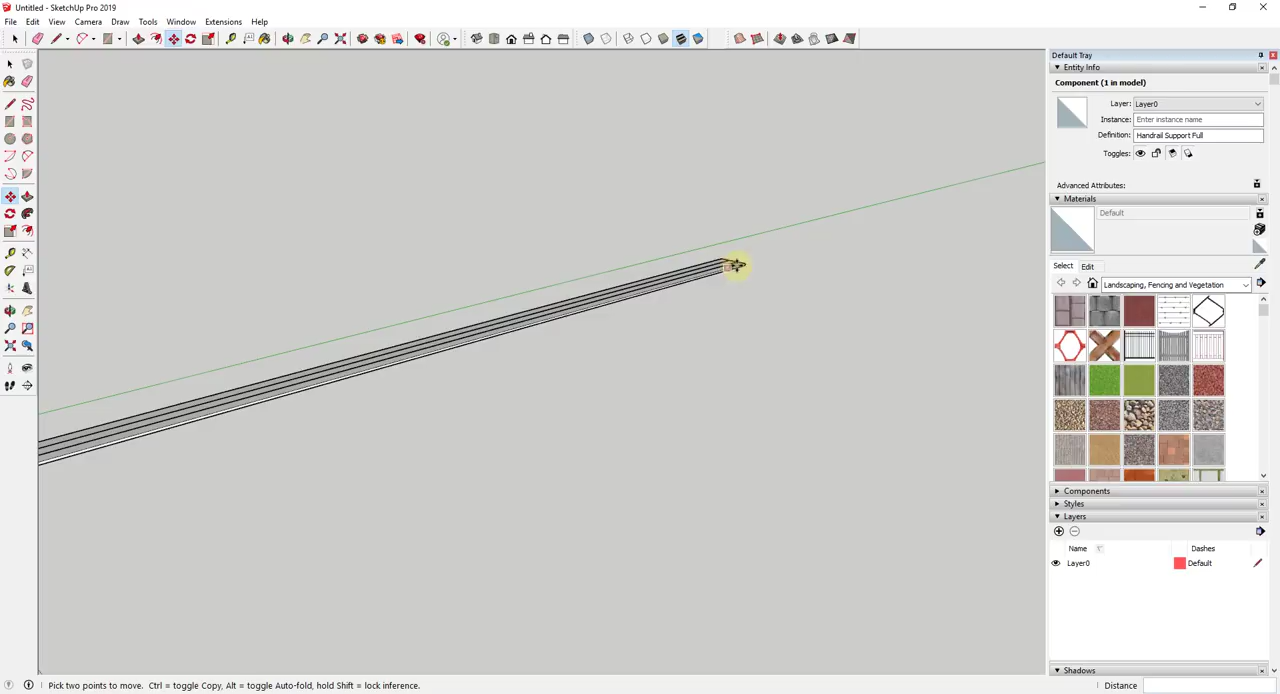 Untitled - SketchUp Pro 2019
File Edit View Camera Draw Tools Window Extensions Help
Default Tray
Entity Info
Component (1 in model)
Layer: Layer0
Instance: Enter instance name
Definition: Handrail Support Full
Toggles:
Advanced Attributes:
Materials
Default
Select Edit
Landscaping, Fencing and Vegetation
Components
Styles
Layers
Name Dashes
Layer0 Default
Shadows
Pick two points to move. Ctrl = toggle Copy, Alt = toggle Auto-fold, hold Shift = lock inference. Distance